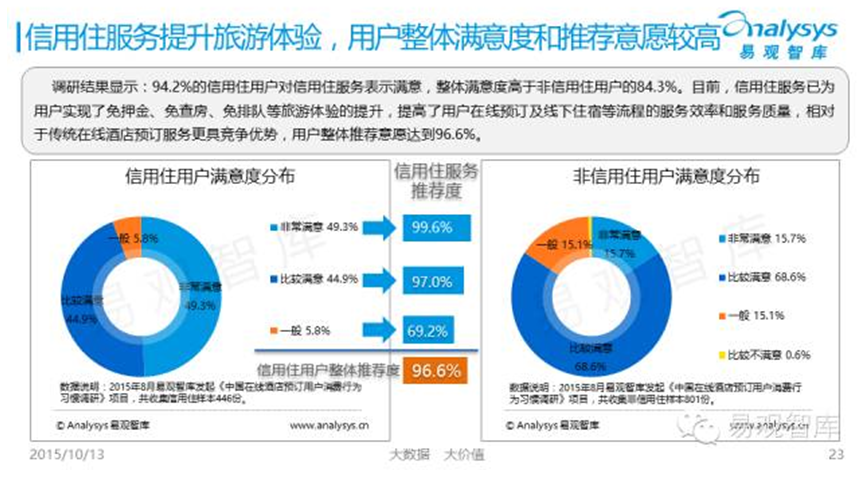 信用住服务提升旅游体验，用户整体满意度和推荐意愿较高
analysys
易观智库
调研结果显示：94.2%的信用住用户对信用住服务表示满意，整体满意度高于非信用住用户的84.3%。目前，信用住服务已为
用户实现了免押金、免查房、免排队等旅游体验的提升，提高了用户在线预订及线下住宿等流程的服务效率和服务质量，相对
于传统在线酒店预订服务更具竞争优势，用户整体推荐意愿达到96.6%。
信用住用户满意度分布
一般 5.8%
比较满意
44.9%
非常满意
49.3%
非常满意 49.3%
比较满意 44.9%
一般 5.8%
信用住服务
推荐度
99.6%
97.0%
69.2%
信用住用户整体推荐度
96.6%
数据说明：2015年8月易观智库发起《中国在线酒店预订用户消费行为
习惯调研》项目，共收集信用住样本446份。
© Analysys 易观智库
www.analysys.cn
非信用住用户满意度分布
一般 15.1%
非常满意
15.7%
比较满意
68.6%
非常满意 15.7%
比较满意 68.6%
一般 15.1%
比较不满意 0.6%
数据说明：2015年8月易观智库发起《中国在线酒店预订用户消费行
为习惯调研》项目，共收集非信用住样本801份。
© Analysys 易观智库
www.analysys.cn
易观智库
2015/10/13
大数据 大价值
23